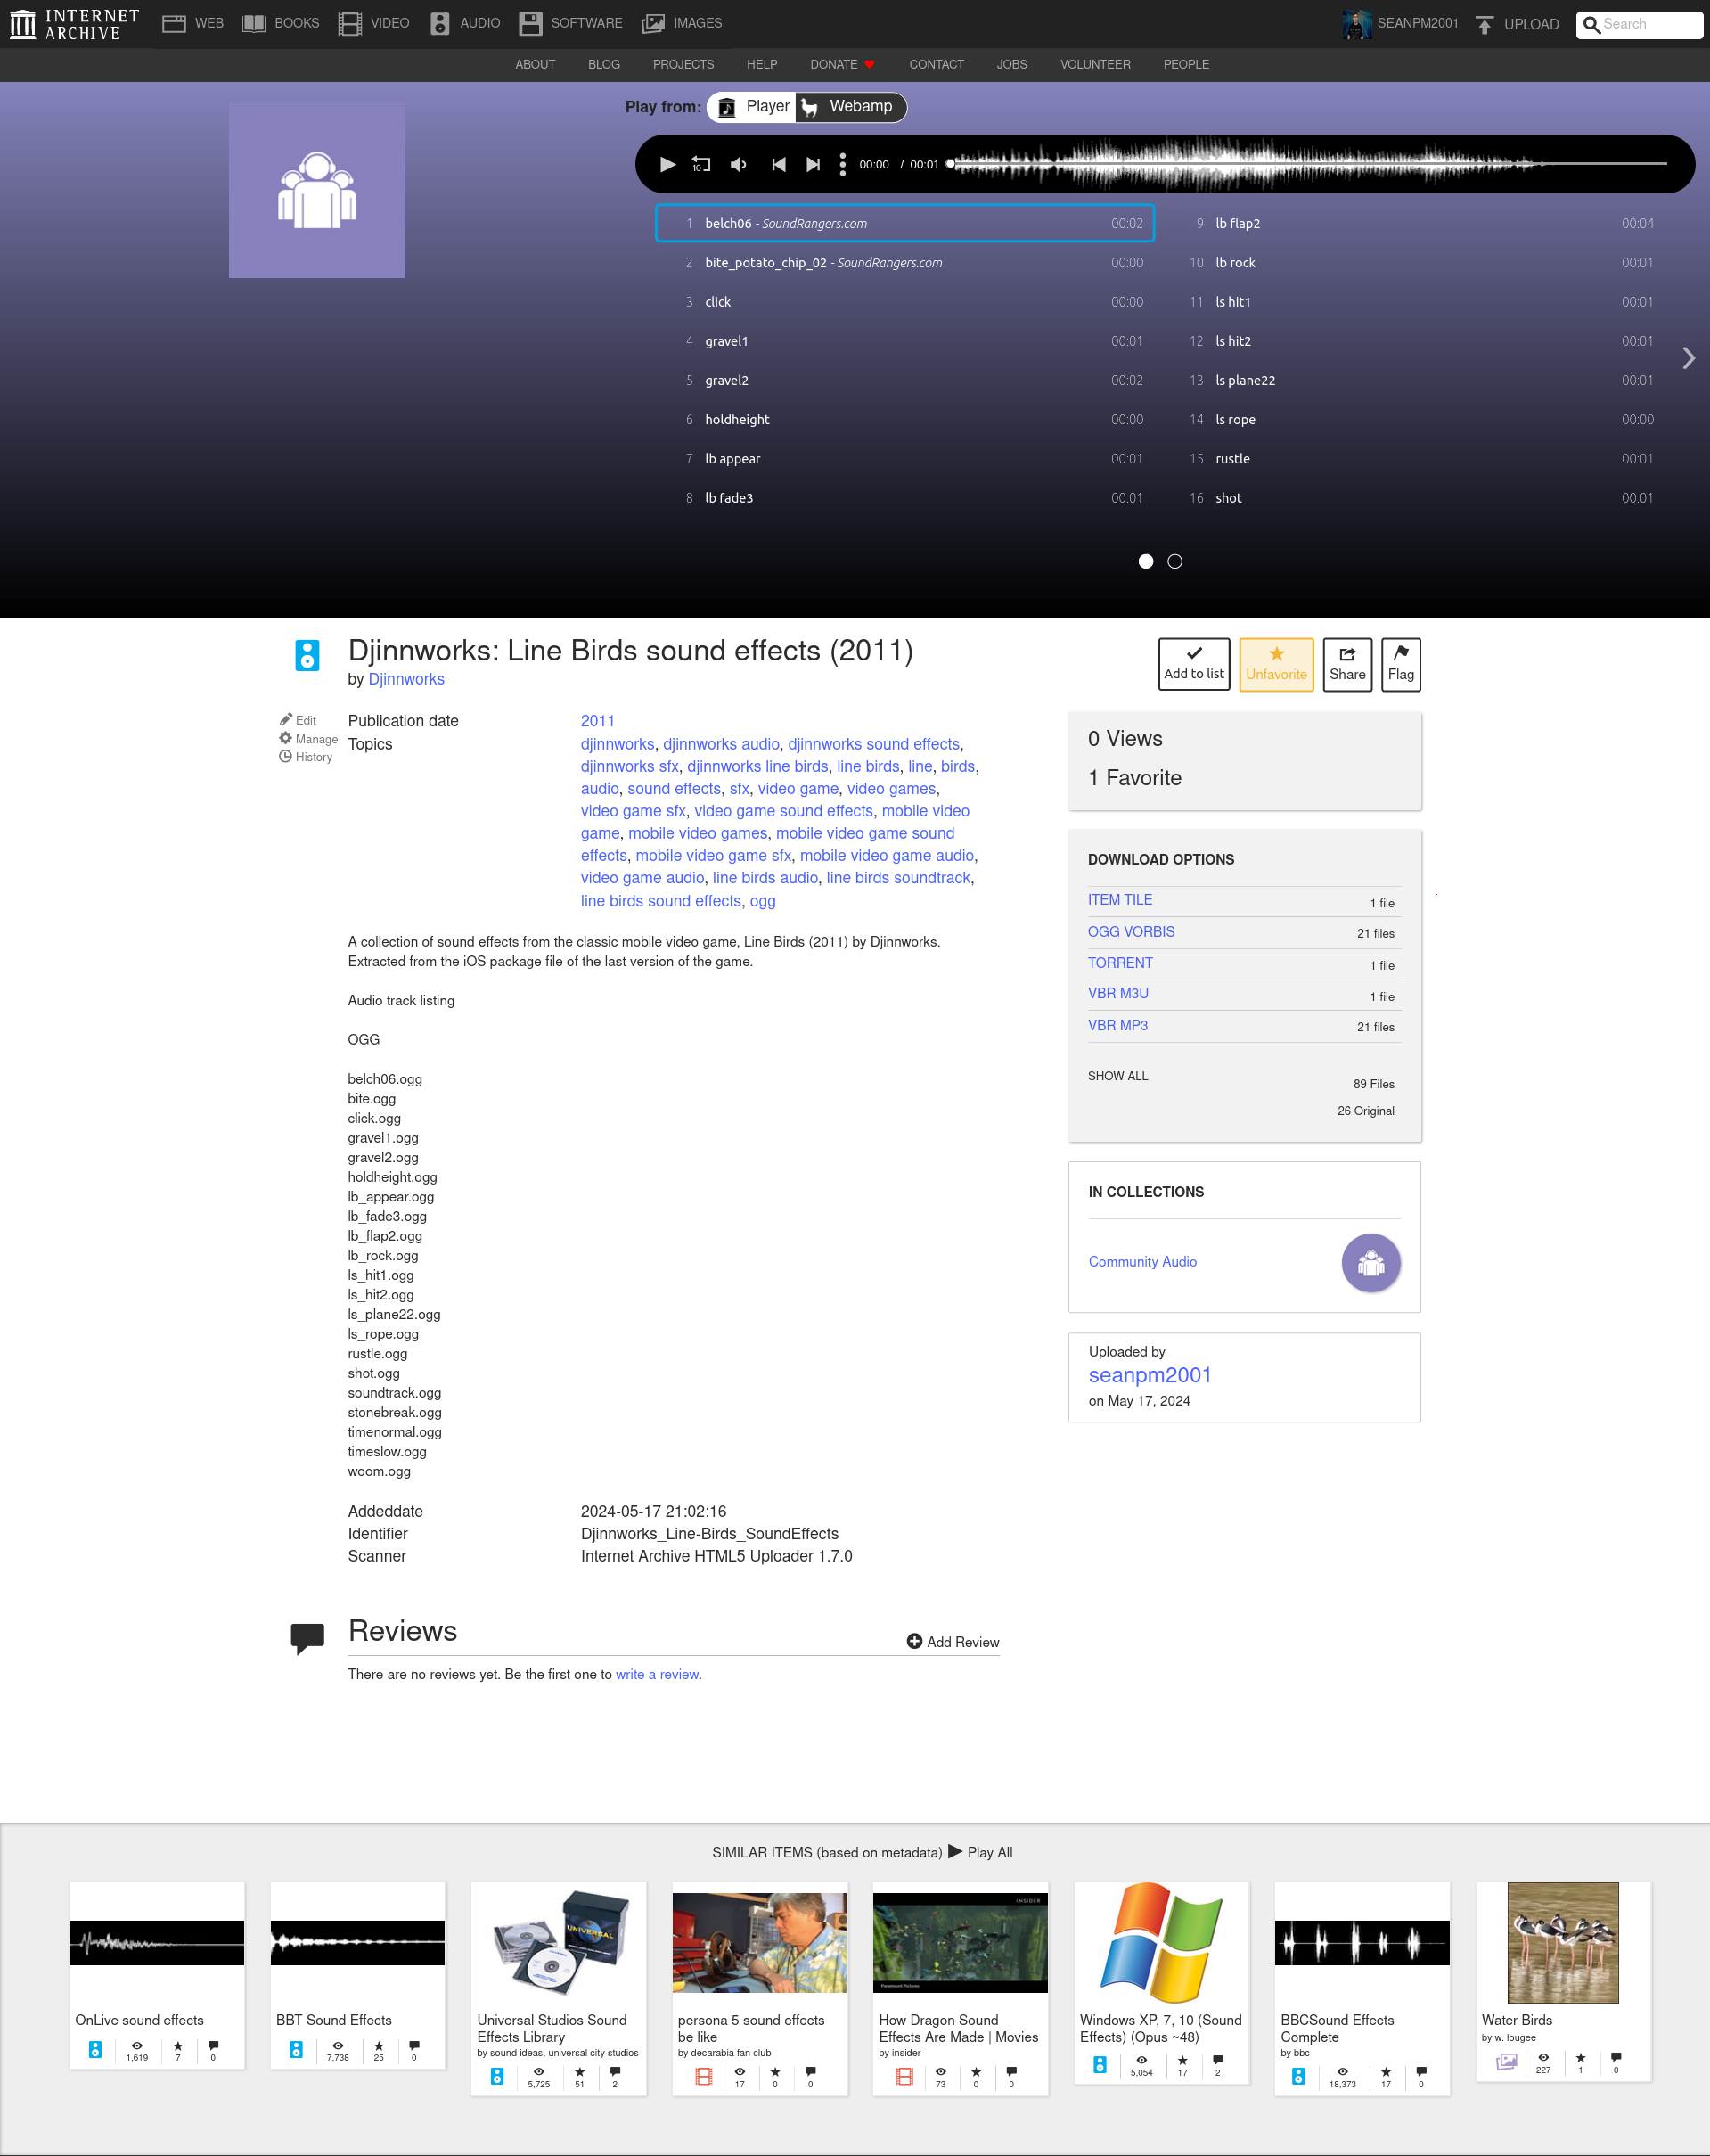 INTERNET ARCHIVE
WEB BOOKS VIDEO AUDIO SOFTWARE IMAGES SEANPM2001 UPLOAD Search
ABOUT BLOG PROJECTS HELP DONATE CONTACT JOBS VOLUNTEER PEOPLE
Play from: Player Webamp
10 00:00 / 00:01
1 belch06 - SoundRangers.com 00:02
2 bite_potato_chip_02 - SoundRangers.com 00:00
3 click 00:00
4 gravel1 00:01
5 gravel2 00:02
6 holdheight 00:00
7 lb appear 00:01
8 lb fade3 00:01
9 lb flap2 00:04
10 lb rock 00:01
11 ls hit1 00:01
12 ls hit2 00:01
13 ls plane22 00:01
14 ls rope 00:00
15 rustle 00:01
16 shot 00:01
Djinnworks: Line Birds sound effects (2011)
by Djinnworks
Add to list Unfavorite Share Flag
Edit
Manage
History
Publication date 2011
Topics djinnworks, djinnworks audio, djinnworks sound effects,
djinnworks sfx, djinnworks line birds, line birds, line, birds,
audio, sound effects, sfx, video game, video games,
video game sfx, video game sound effects, mobile video
game, mobile video games, mobile video game sound
effects, mobile video game sfx, mobile video game audio,
video game audio, line birds audio, line birds soundtrack,
line birds sound effects, ogg
A collection of sound effects from the classic mobile video game, Line Birds (2011) by Djinnworks.
Extracted from the iOS package file of the last version of the game.
Audio track listing
OGG
belch06.ogg
bite.ogg
click.ogg
gravel1.ogg
gravel2.ogg
holdheight.ogg
lb_appear.ogg
lb_fade3.ogg
lb_flap2.ogg
lb_rock.ogg
ls_hit1.ogg
ls_hit2.ogg
ls_plane22.ogg
ls_rope.ogg
rustle.ogg
shot.ogg
soundtrack.ogg
stonebreak.ogg
timenormal.ogg
timeslow.ogg
woom.ogg
Addeddate 2024-05-17 21:02:16
Identifier Djinnworks_Line-Birds_SoundEffects
Scanner Internet Archive HTML5 Uploader 1.7.0
0 Views
1 Favorite
DOWNLOAD OPTIONS
ITEM TILE 1 file
OGG VORBIS 21 files
TORRENT 1 file
VBR M3U 1 file
VBR MP3 21 files
SHOW ALL 89 Files
26 Original
IN COLLECTIONS
Community Audio
Uploaded by
seanpm2001
on May 17, 2024
Reviews
Add Review
There are no reviews yet. Be the first one to write a review.
SIMILAR ITEMS (based on metadata) Play All
OnLive sound effects
1,619 7 0
BBT Sound Effects
7,738 25 0
UNIVERSAL
Universal Studios Sound
Effects Library
by sound ideas, universal city studios
5,725 51 2
persona 5 sound effects
be like
by decarabia fan club
17 0 0
INSIDER
Paramount Pictures
How Dragon Sound
Effects Are Made | Movies
by insider
73 0 0
Windows XP, 7, 10 (Sound
Effects) (Opus ~48)
5,054 17 2
BBCSound Effects
Complete
by bbc
18,373 17 0
Water Birds
by w. lougee
227 1 0